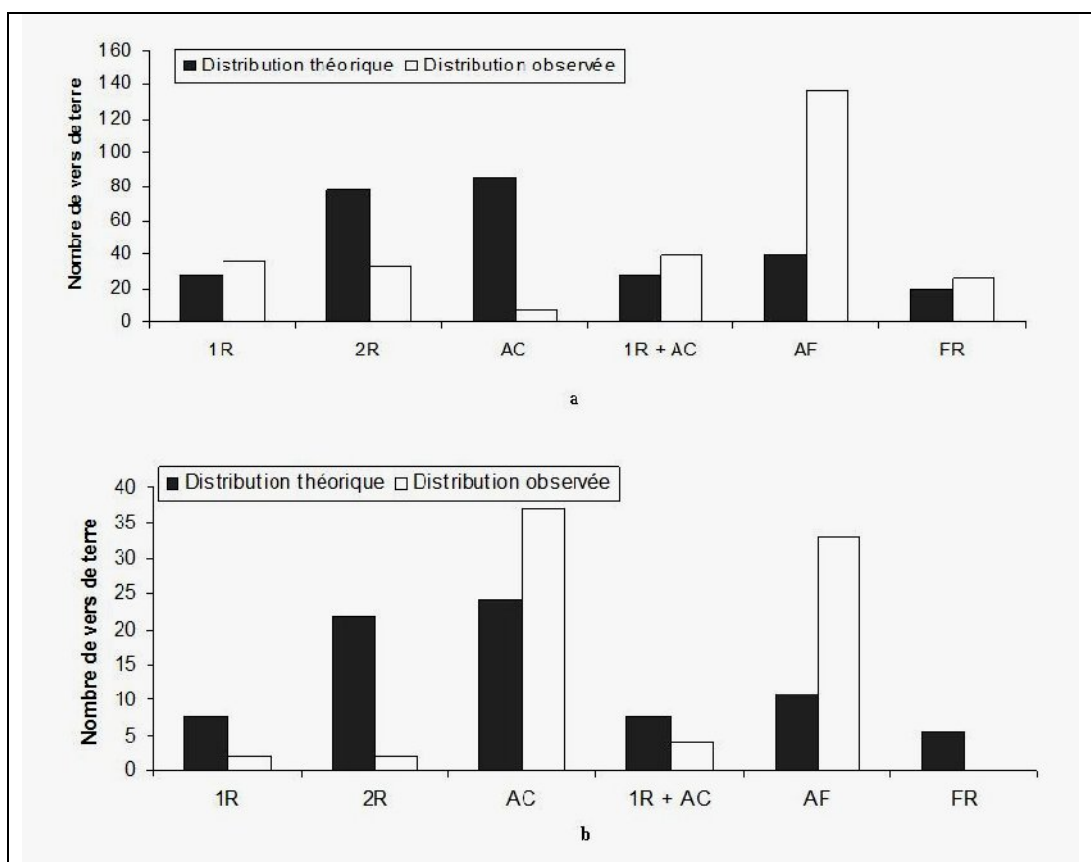 160
140
120
100
80
60
40
20
0
Nombre de vers de terre
Distribution théorique Distribution observée
1R 2R AC 1R + AC AF FR
a
40
35
30
25
20
15
10
5
0
Nombre de vers de terre
Distribution théorique Distribution observée
1R 2R AC 1R + AC AF FR
b